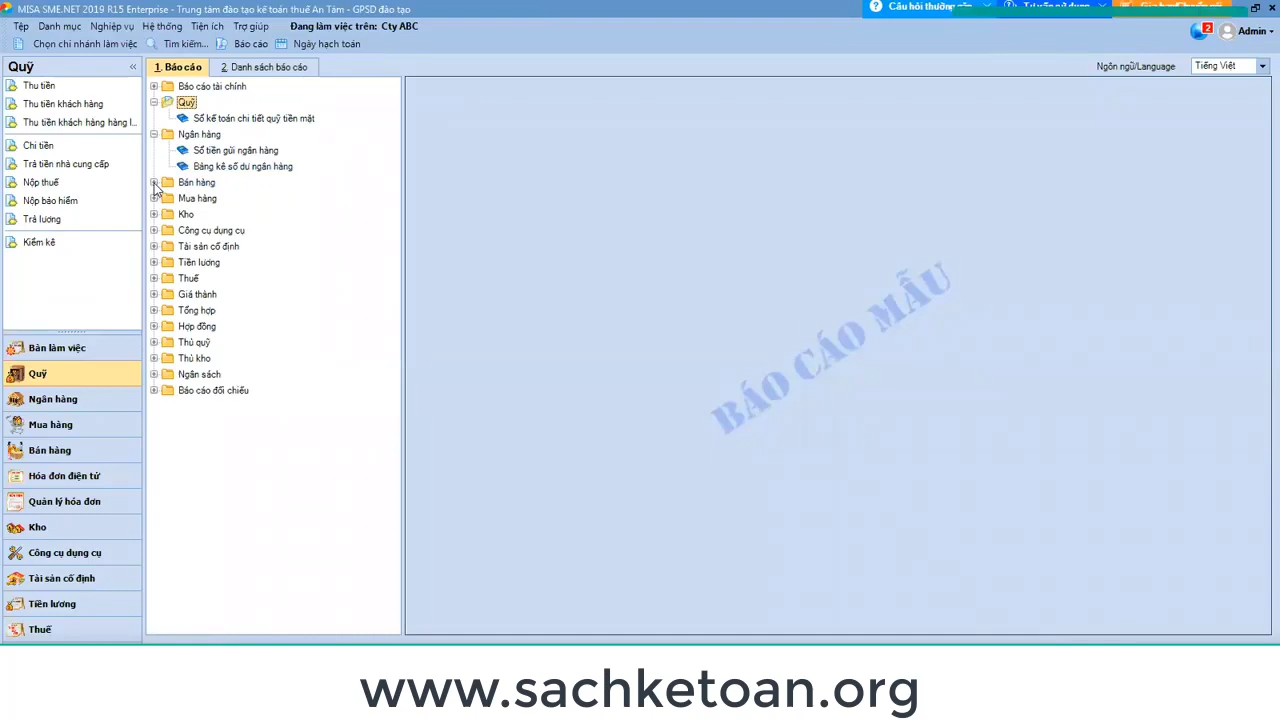 MISA SME.NET 2019 R15 Enterprise - Trung tâm đào tạo kế toán thuế An Tâm - GPSD đào tạo
Câu hỏi thường gặp
Tư vấn sử dụng
Tệp Danh mục Nghiệp vụ Hệ thống Tiện ích Trợ giúp Đang làm việc trên: Cty ABC
2 Admin
Chọn chi nhánh làm việc Tìm kiếm... Báo cáo Ngày hạch toán
Quỹ
Thu tiền
Thu tiền khách hàng
Thu tiền khách hàng hàng l...
Chi tiền
Trả tiền nhà cung cấp
Nộp thuế
Nộp bảo hiểm
Trả lương
Kiểm kê
Bàn làm việc
Quỹ
Ngân hàng
Mua hàng
Bán hàng
Hóa đơn điện tử
Quản lý hóa đơn
Kho
Công cụ dụng cụ
Tài sản cố định
Tiền lương
Thuế
1. Báo cáo 2. Danh sách báo cáo
Ngôn ngữ/Language Tiếng Việt
Báo cáo tài chính
Quỹ
Sổ kế toán chi tiết quỹ tiền mặt
Ngân hàng
Sổ tiền gửi ngân hàng
Bảng kê số dư ngân hàng
Bán hàng
Mua hàng
Kho
Công cụ dụng cụ
Tài sản cố định
Tiền lương
Thuế
Giá thành
Tổng hợp
Hợp đồng
Thủ quỹ
Thủ kho
Ngân sách
Báo cáo đối chiếu
BÁO CÁO MẪU
www.sachketoan.org